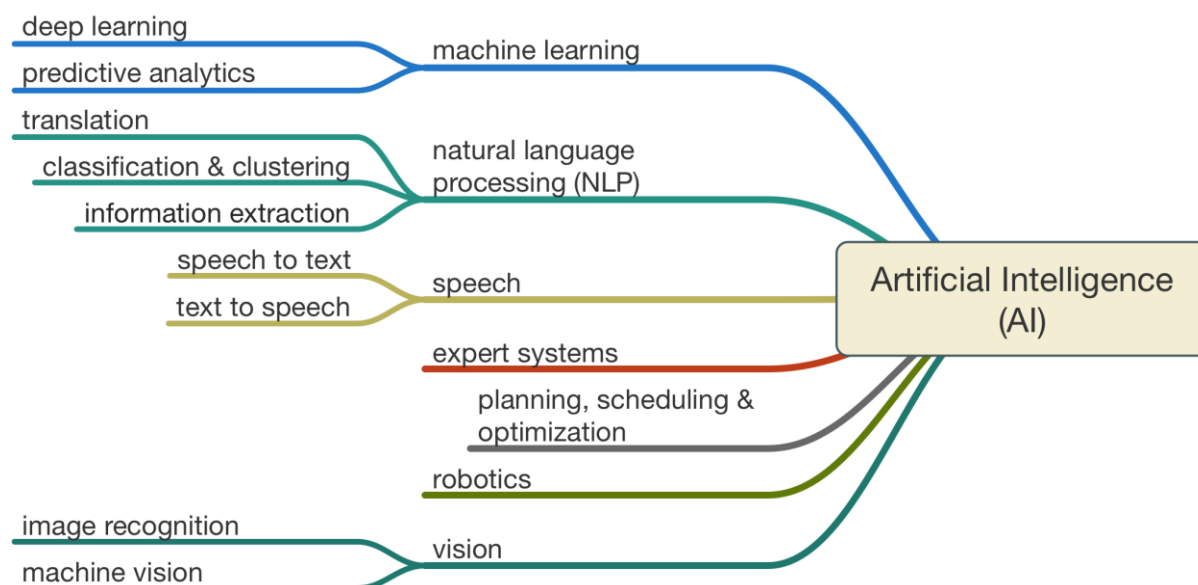 deep learning
predictive analytics
machine learning
translation
classification & clustering
information extraction
natural language
processing (NLP)
speech to text
text to speech
speech
expert systems
planning, scheduling &
optimization
robotics
image recognition
machine vision
vision
Artificial Intelligence
(AI)